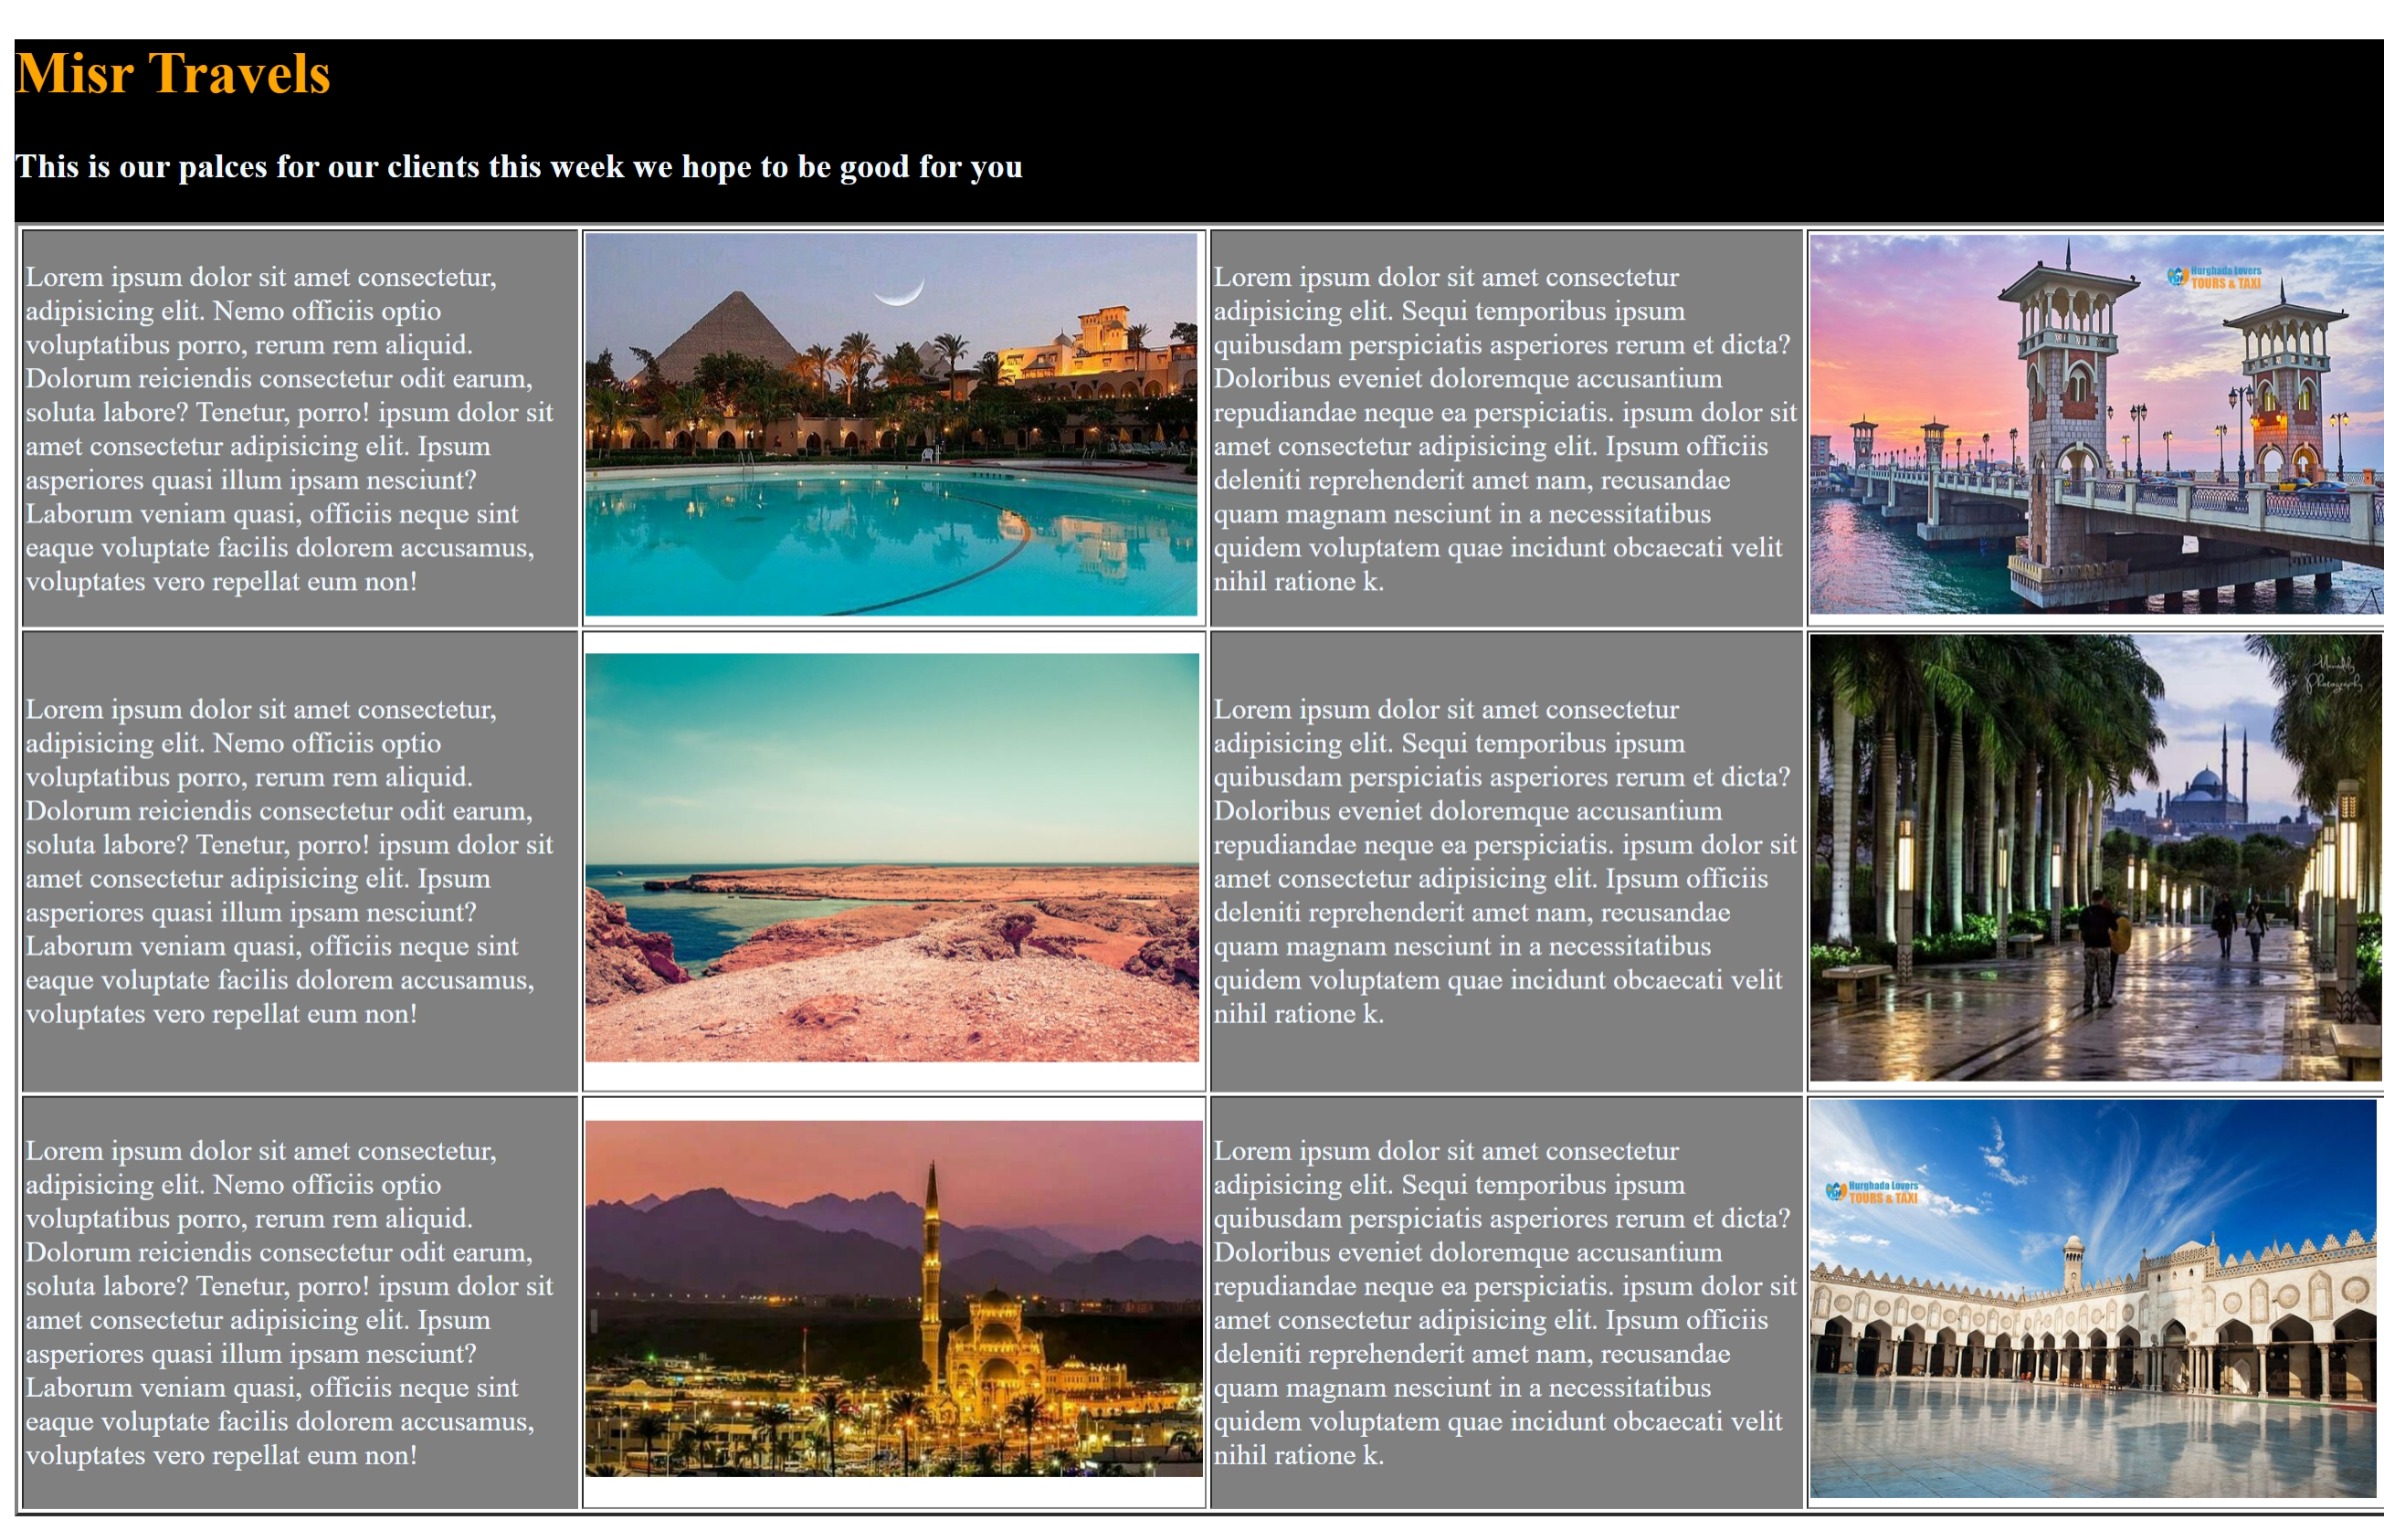 Misr Travels
This is our palces for our clients this week we hope to be good for you
Lorem ipsum dolor sit amet consectetur,
adipisicing elit. Nemo officiis optio
voluptatibus porro, rerum rem aliquid.
Dolorum reiciendis consectetur odit earum,
soluta labore? Tenetur, porro! ipsum dolor sit
amet consectetur adipisicing elit. Ipsum
asperiores quasi illum ipsam nesciunt?
Laborum veniam quasi, officiis neque sint
eaque voluptate facilis dolorem accusamus,
voluptates vero repellat eum non!
Lorem ipsum dolor sit amet consectetur
adipisicing elit. Sequi temporibus ipsum
quibusdam perspiciatis asperiores rerum et dicta?
Doloribus eveniet doloremque accusantium
repudiandae neque ea perspiciatis. ipsum dolor sit
amet consectetur adipisicing elit. Ipsum officiis
deleniti reprehenderit amet nam, recusandae
quam magnam nesciunt in a necessitatibus
quidem voluptatem quae incidunt obcaecati velit
nihil ratione k.
Hurghada Lovers
TOURS & TAXI
Lorem ipsum dolor sit amet consectetur,
adipisicing elit. Nemo officiis optio
voluptatibus porro, rerum rem aliquid.
Dolorum reiciendis consectetur odit earum,
soluta labore? Tenetur, porro! ipsum dolor sit
amet consectetur adipisicing elit. Ipsum
asperiores quasi illum ipsam nesciunt?
Laborum veniam quasi, officiis neque sint
eaque voluptate facilis dolorem accusamus,
voluptates vero repellat eum non!
Lorem ipsum dolor sit amet consectetur
adipisicing elit. Sequi temporibus ipsum
quibusdam perspiciatis asperiores rerum et dicta?
Doloribus eveniet doloremque accusantium
repudiandae neque ea perspiciatis. ipsum dolor sit
amet consectetur adipisicing elit. Ipsum officiis
deleniti reprehenderit amet nam, recusandae
quam magnam nesciunt in a necessitatibus
quidem voluptatem quae incidunt obcaecati velit
nihil ratione k.
Photography
Lorem ipsum dolor sit amet consectetur,
adipisicing elit. Nemo officiis optio
voluptatibus porro, rerum rem aliquid.
Dolorum reiciendis consectetur odit earum,
soluta labore? Tenetur, porro! ipsum dolor sit
amet consectetur adipisicing elit. Ipsum
asperiores quasi illum ipsam nesciunt?
Laborum veniam quasi, officiis neque sint
eaque voluptate facilis dolorem accusamus,
voluptates vero repellat eum non!
Lorem ipsum dolor sit amet consectetur
adipisicing elit. Sequi temporibus ipsum
quibusdam perspiciatis asperiores rerum et dicta?
Doloribus eveniet doloremque accusantium
repudiandae neque ea perspiciatis. ipsum dolor sit
amet consectetur adipisicing elit. Ipsum officiis
deleniti reprehenderit amet nam, recusandae
quam magnam nesciunt in a necessitatibus
quidem voluptatem quae incidunt obcaecati velit
nihil ratione k.
Hurghada Lovers
TOURS & TAXI